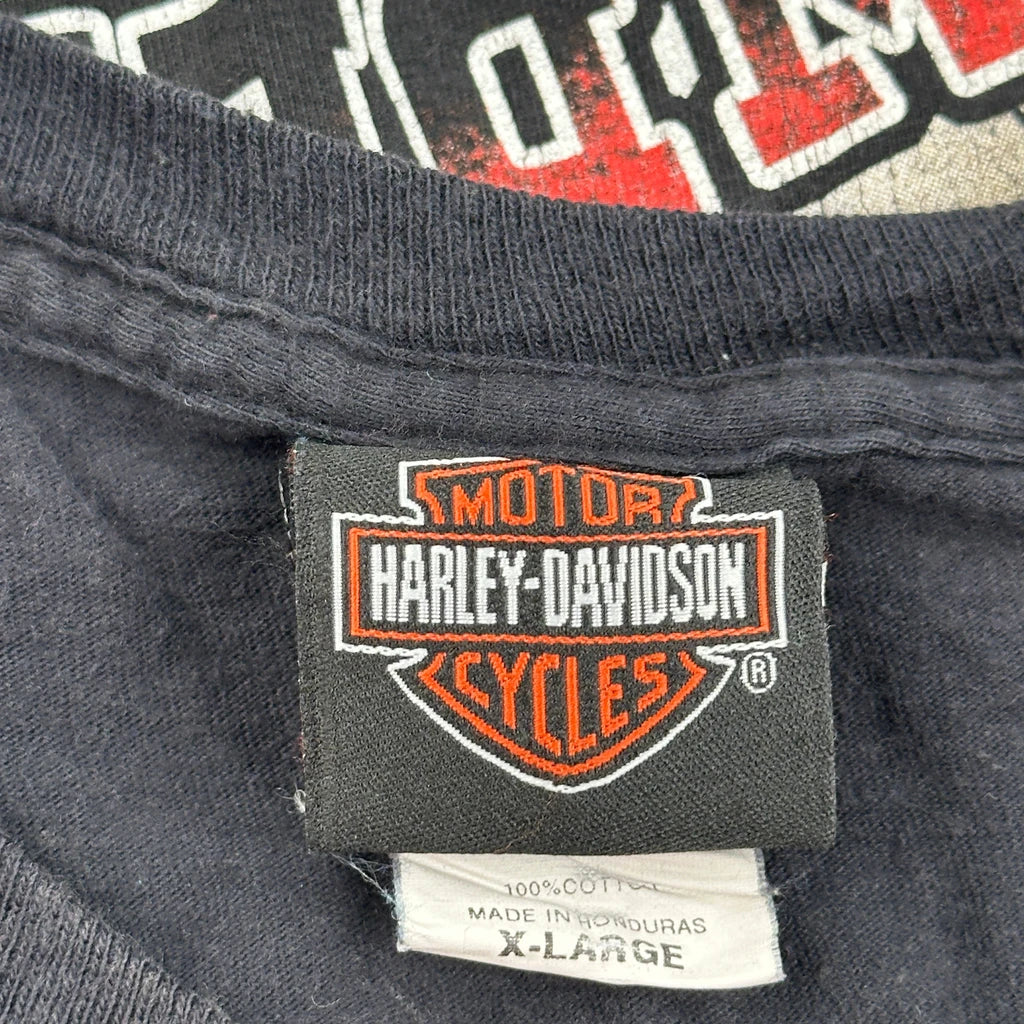 MOTOR
HARLEY-DAVIDSON
CYCLES
®
100%COTTON
MADE IN HONDURAS
X-LARGE